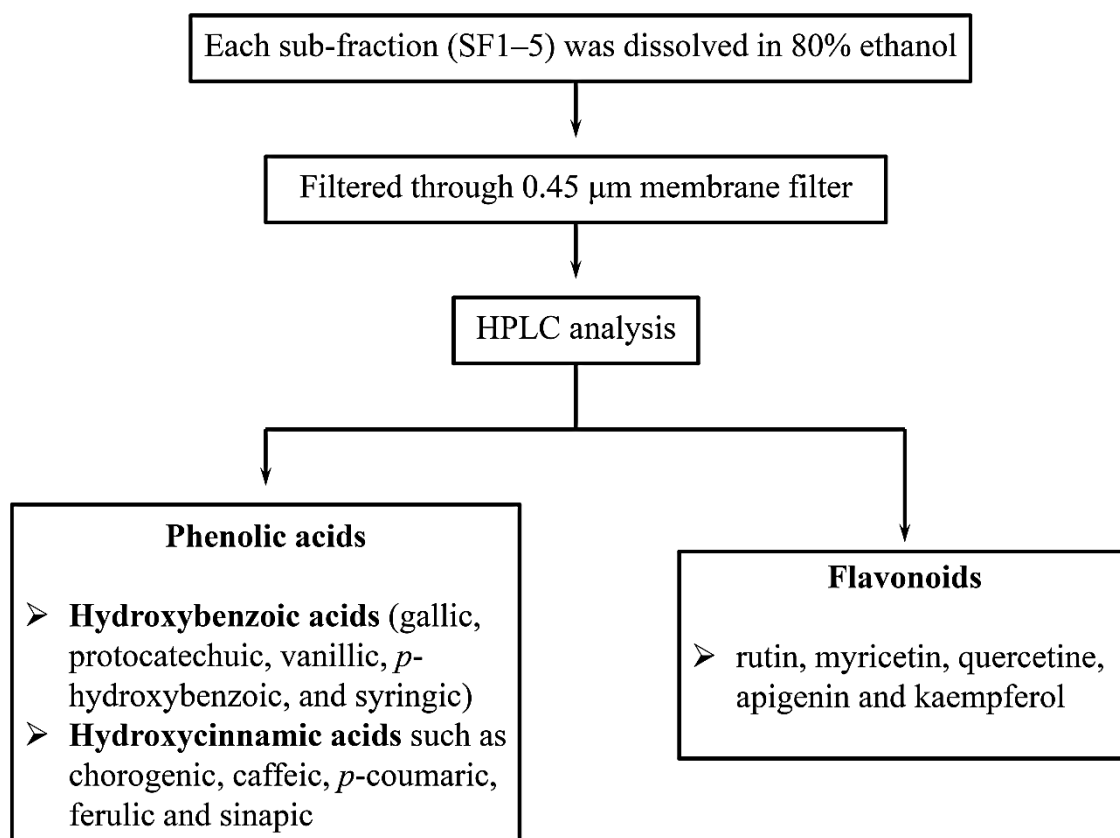 Each sub-fraction (SF1–5) was dissolved in 80% ethanol
Filtered through 0.45 μm membrane filter
HPLC analysis
Phenolic acids
➢ Hydroxybenzoic acids (gallic,
protocatechuic, vanillic, p-
hydroxybenzoic, and syringic)
➢ Hydroxycinnamic acids such as
chorogenic, caffeic, p-coumaric,
ferulic and sinapic
Flavonoids
➢ rutin, myricetin, quercetine,
apigenin and kaempferol